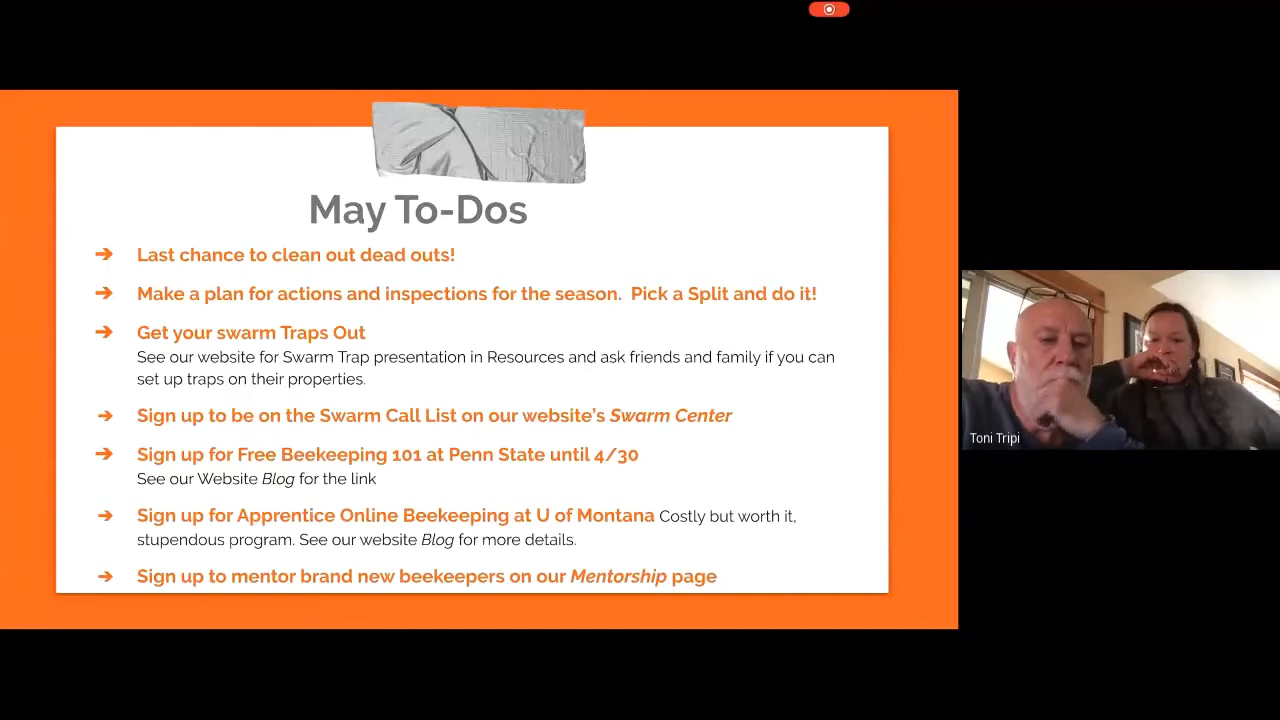 May To-Dos
➔ Last chance to clean out dead outs!
➔ Make a plan for actions and inspections for the season.  Pick a Split and do it!
➔ Get your swarm Traps Out
See our website for Swarm Trap presentation in Resources and ask friends and family if you can
set up traps on their properties.
➔ Sign up to be on the Swarm Call List on our website's Swarm Center
➔ Sign up for Free Beekeeping 101 at Penn State until 4/30
See our Website Blog for the link
➔ Sign up for Apprentice Online Beekeeping at U of Montana Costly but worth it,
stupendous program. See our website Blog for more details.
➔ Sign up to mentor brand new beekeepers on our Mentorship page
Toni Tripi